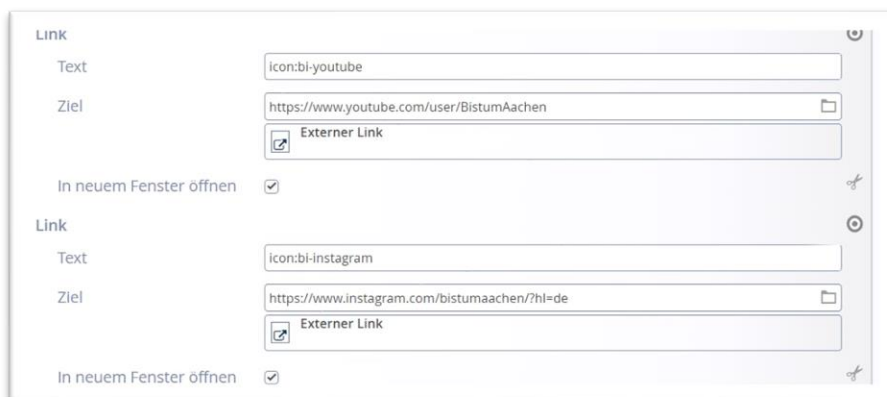 Link
Text icon:bi-youtube
Ziel https://www.youtube.com/user/BistumAachen
Externer Link
In neuem Fenster öffnen
Link
Text icon:bi-instagram
Ziel https://www.instagram.com/bistumaachen/?hl=de
Externer Link
In neuem Fenster öffnen